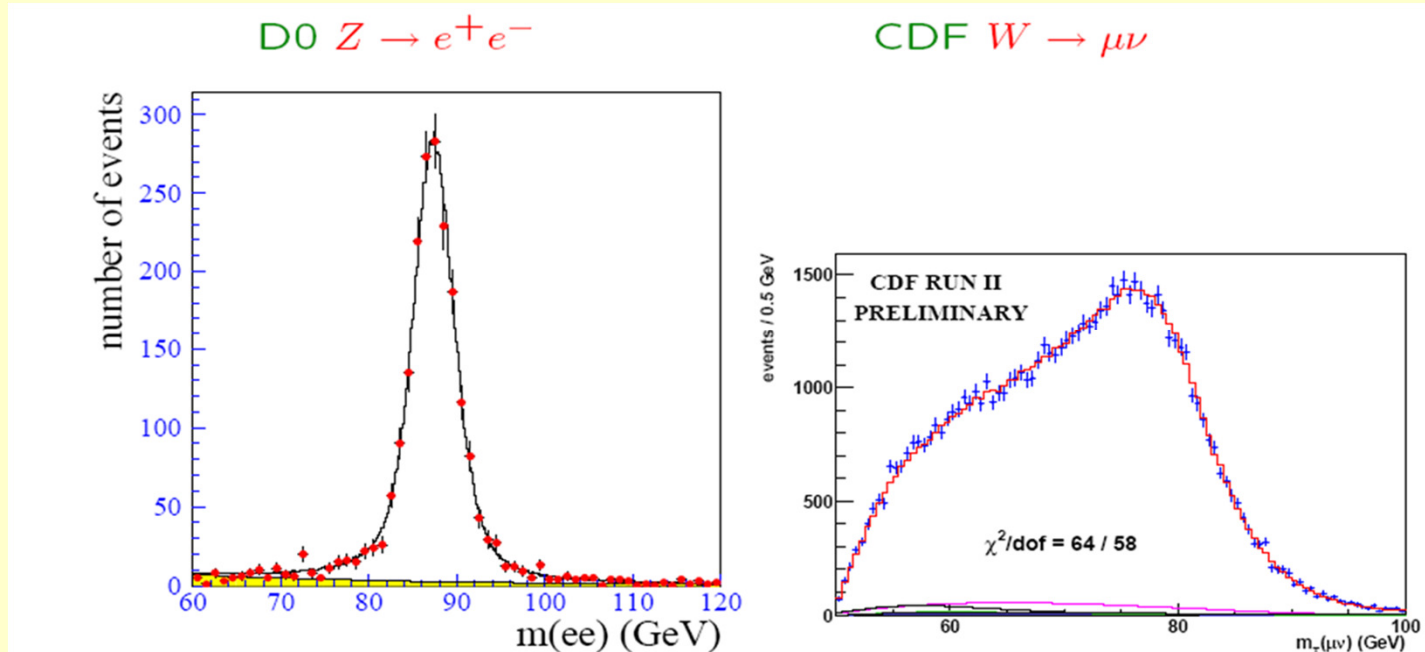 D0 Z → e⁺e⁻
number of events
300
250
200
150
100
50
0
60 70 80 90 100 110 120
m(ee) (GeV)
CDF W → μν
events / 0.5 GeV
1500
1000
500
0
CDF RUN II
PRELIMINARY
χ²/dof = 64 / 58
60 80 100
m_T(μν) (GeV)